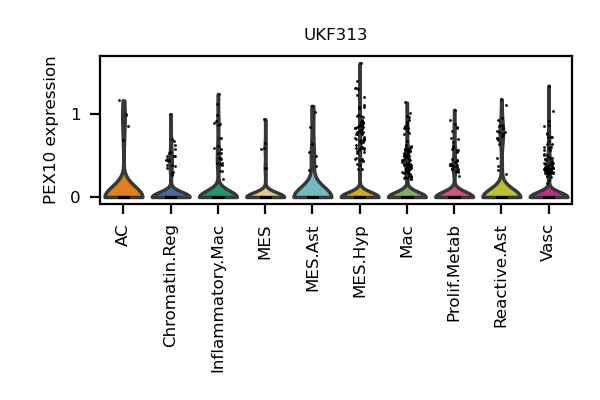 UKF313
PEX10 expression
1
0
AC
Chromatin.Reg
Inflammatory.Mac
MES
MES.Ast
MES.Hyp
Mac
Prolif.Metab
Reactive.Ast
Vasc